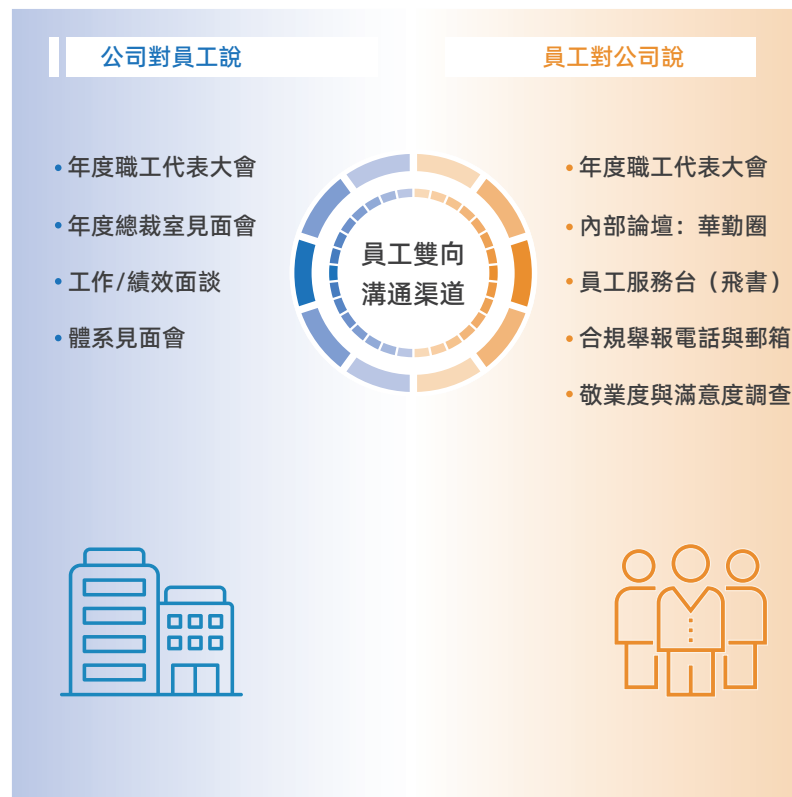 公司對員工說
• 年度職工代表大會
• 年度總裁室見面會
• 工作/績效面談
• 體系見面會
員工雙向
溝通渠道
員工對公司說
• 年度職工代表大會
• 內部論壇：華勤圈
• 員工服務台（飛書）
• 合規舉報電話與郵箱
• 敬業度與滿意度調查